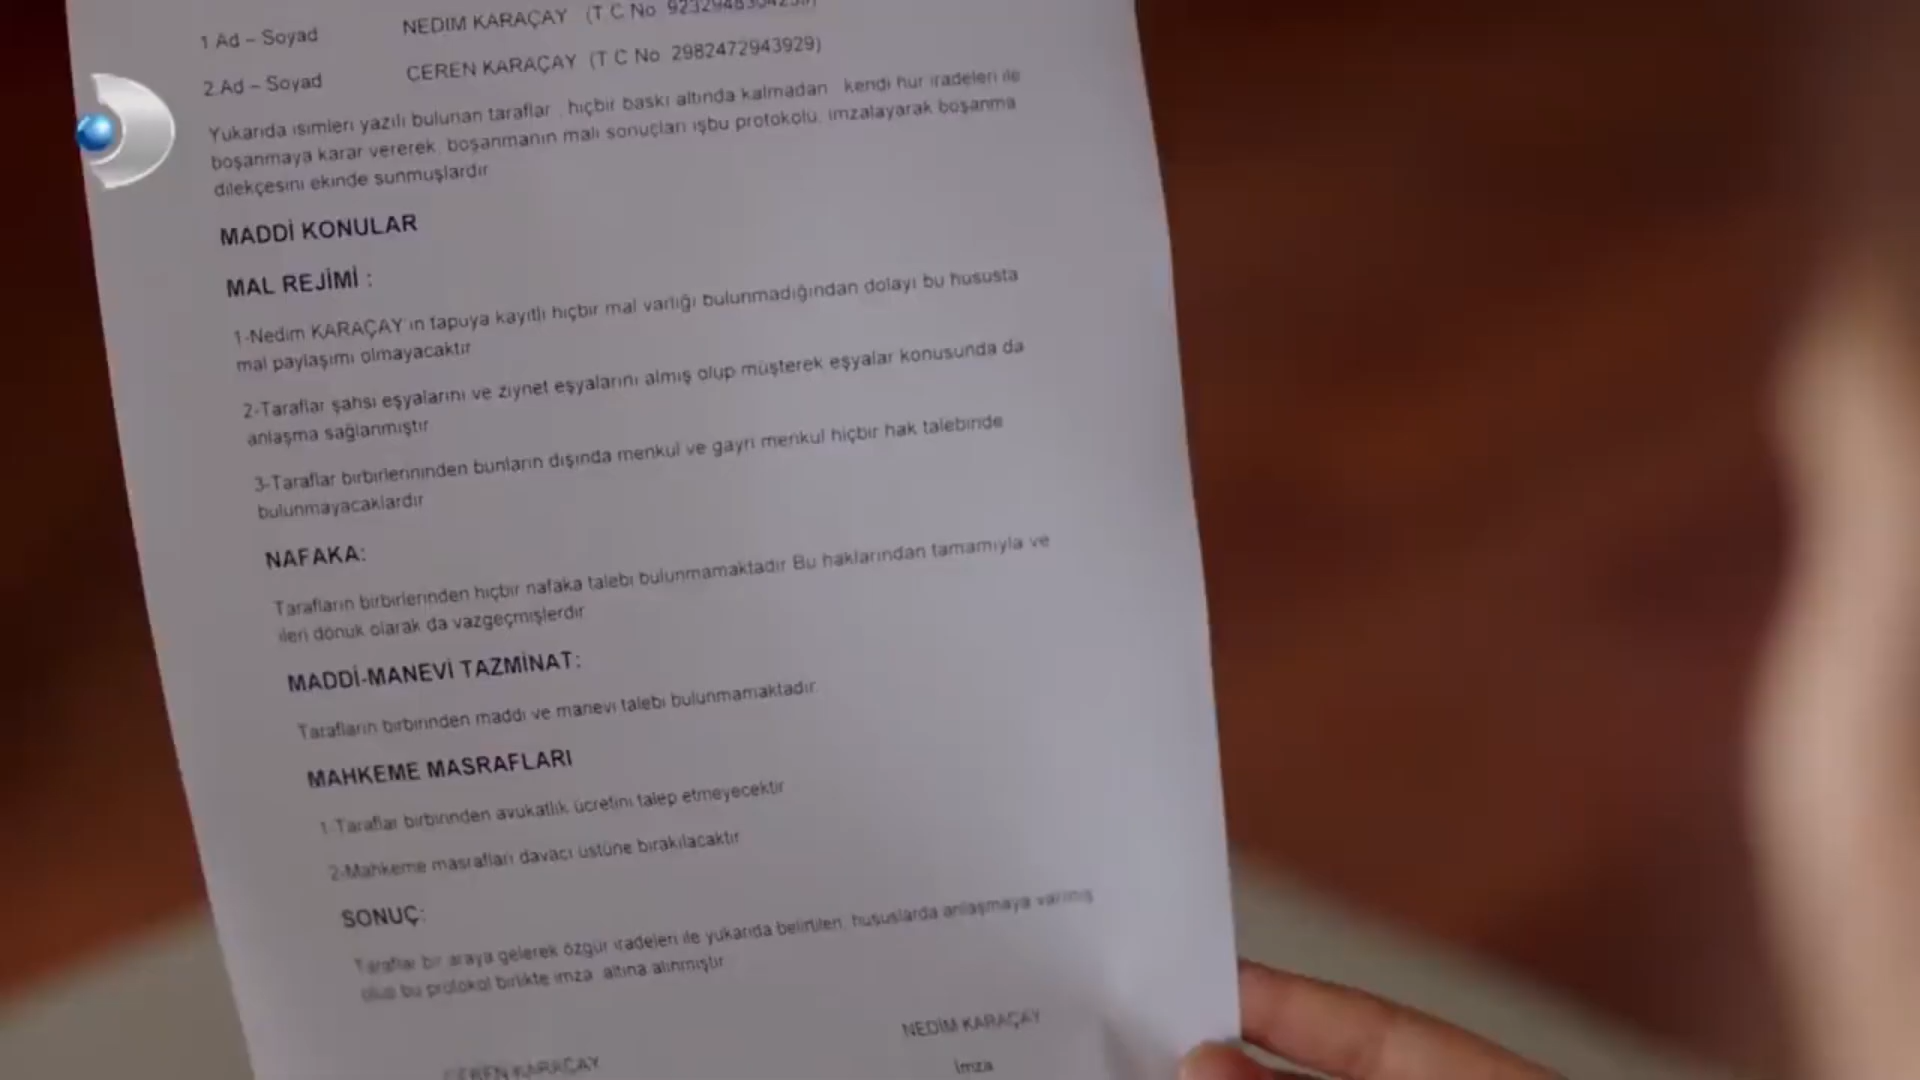 1.Ad – Soyad NEDİM KARAÇAY (T C No
2.Ad – Soyad CEREN KARAÇAY (T C No 2982472943929)
Yukarıda isimleri yazılı bulunan taraflar , hiçbir baskı altında kalmadan kendi hür iradeleri ile
boşanmaya karar vererek, boşanmanın mali sonuçları işbu protokolü, imzalayarak boşanma
dilekçesini ekinde sunmuşlardır
MADDİ KONULAR
MAL REJİMİ :
1-Nedim KARAÇAY'ın tapuya kayıtlı hiçbir mal varlığı bulunmadığından dolayı bu hususta
mal paylaşımı olmayacaktır
2-Taraflar şahsi eşyalarını ve ziynet eşyalarını almış olup müşterek eşyalar konusunda da
anlaşma sağlanmıştır
3-Taraflar birbirlerininden bunların dışında menkul ve gayri menkul hiçbir hak talebinde
bulunmayacaklardır
NAFAKA:
Tarafların birbirlerinden hiçbir nafaka talebi bulunmamaktadır Bu haklarından tamamıyla ve
ileri dönük olarak da vazgeçmişlerdir
MADDİ-MANEVİ TAZMİNAT:
Tarafların birbirinden maddi ve manevi talebi bulunmamaktadır.
MAHKEME MASRAFLARI
1-Taraflar birbirinden avukatlık ücretini talep etmeyecektir
2-Mahkeme masrafları davacı üstüne bırakılacaktır
SONUÇ:
Taraflar bir araya gelerek özgür iradeleri ile yukarıda belirtilen, hususlarda anlaşmaya varılmış
olup bu protokol birlikte imza altına alınmıştır
NEDİM KARAÇAY
CEREN KARAÇAY
İmza